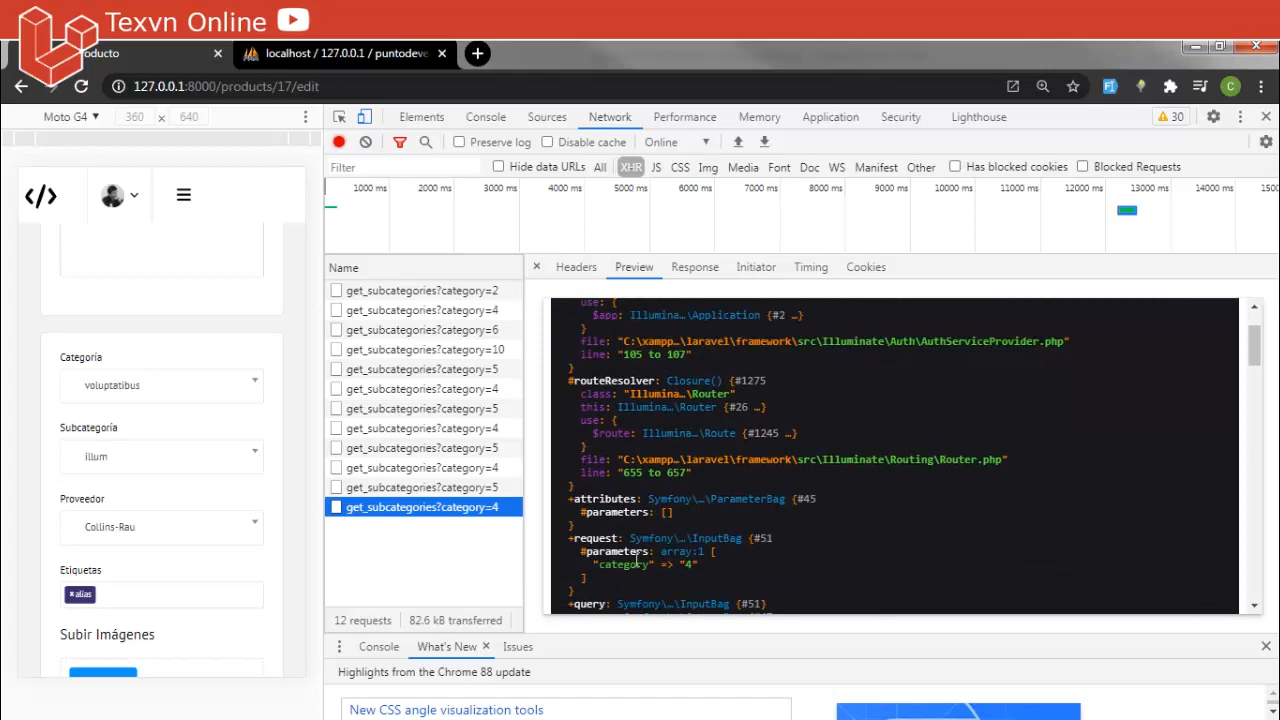 Texvn Online
oducto
localhost / 127.0.0.1 / puntodeve
127.0.0.1:8000/products/17/edit
C
Moto G4 360 x 640
Elements Console Sources Network Performance Memory Application Security Lighthouse 30
Preserve log Disable cache Online
Filter Hide data URLs All XHR JS CSS Img Media Font Doc WS Manifest Other Has blocked cookies Blocked Requests
1000 ms 2000 ms 3000 ms 4000 ms 5000 ms 6000 ms 7000 ms 8000 ms 9000 ms 10000 ms 11000 ms 12000 ms 13000 ms 14000 ms 1500
Categoría
voluptatibus
Subcategoría
illum
Proveedor
Collins-Rau
Etiquetas
×alias
Subir Imágenes
Name
get_subcategories?category=2
get_subcategories?category=4
get_subcategories?category=6
get_subcategories?category=10
get_subcategories?category=5
get_subcategories?category=4
get_subcategories?category=5
get_subcategories?category=4
get_subcategories?category=5
get_subcategories?category=4
get_subcategories?category=5
get_subcategories?category=4
12 requests 82.6 kB transferred
Headers Preview Response Initiator Timing Cookies
use: {
$app: Illumina…\Application {#2 …}
}
file: "C:\xampp…\laravel\framework\src\Illuminate\Auth\AuthServiceProvider.php"
line: "105 to 107"
}
#routeResolver: Closure() {#1275
class: "Illumina…\Router"
this: Illumina…\Router {#26 …}
use: {
$route: Illumina…\Route {#1245 …}
}
file: "C:\xampp…\laravel\framework\src\Illuminate\Routing\Router.php"
line: "655 to 657"
}
+attributes: Symfony\…\ParameterBag {#45
#parameters: []
}
+request: Symfony\…\InputBag {#51
#parameters: array:1 [
"category" => "4"
]
}
+query: Symfony\…\InputBag {#51}
Console What's New Issues
Highlights from the Chrome 88 update
New CSS angle visualization tools